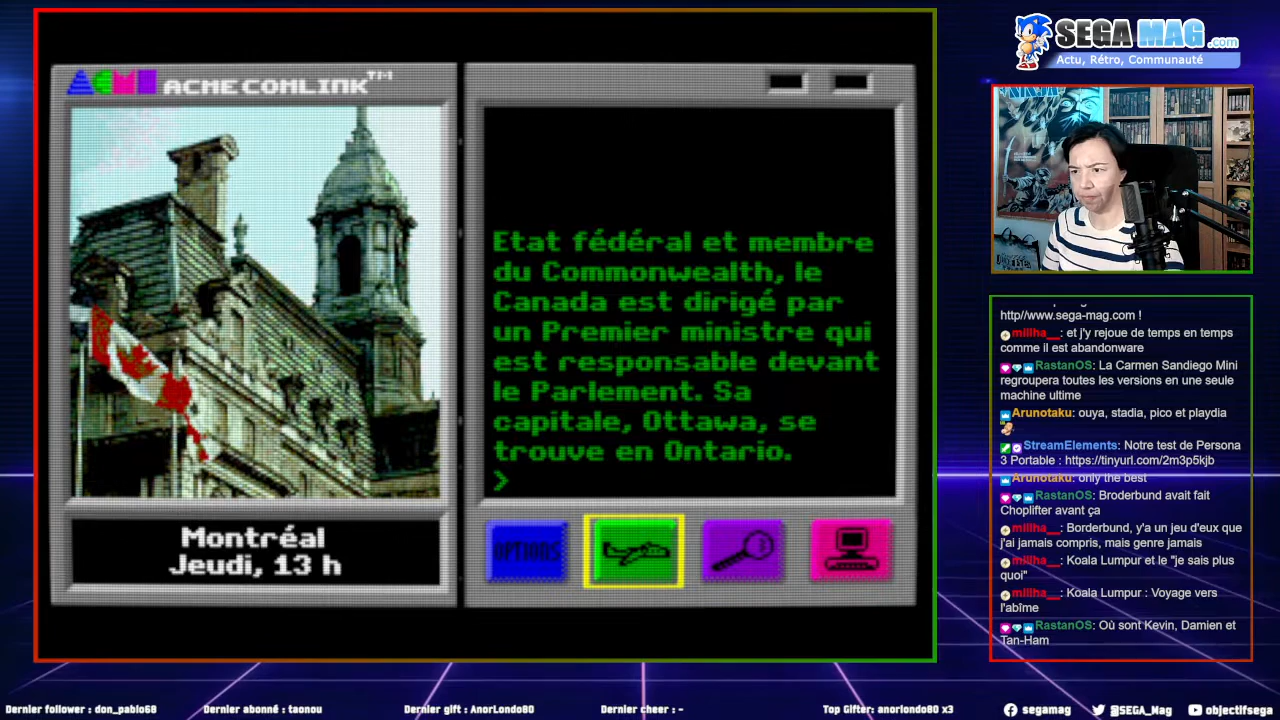 ACME ACME COMLINK™
Etat fédéral et membre
du Commonwealth, le
Canada est dirigé par
un Premier ministre qui
est responsable devant
le Parlement. Sa
capitale, Ottawa, se
trouve en Ontario.
>
Montréal
Jeudi, 13 h
SEGA MAG.com
Actu, Rétro, Communauté
http//www.sega-mag.com !
miilha__: et j'y rejoue de temps en temps
comme il est abandonware
RastanOS: La Carmen Sandiego Mini
regroupera toutes les versions en une seule
machine ultime
Arunotaku: ouya, stadia, pico et playdia
StreamElements: Notre test de Persona
3 Portable : https://tinyurl.com/2m3p5kjb
Arunotaku: only the best
RastanOS: Broderbund avait fait
Choplifter avant ça
miilha__: Borderbund, y'a un jeu d'eux que
j'ai jamais compris, mais genre jamais
miilha__: Koala Lumpur et "je sais plus
quoi"
miilha__: Koala Lumpur : voyage vers
l'abîme
RastanOS: Où sont Kevin, Damien et
Tan-Ham
Dernier follower : don_pablo68
Dernier abonné : taonou
Dernier gift : AnorLondo80
Dernier cheer : -
Top Gifter: anorlondo80 x3
segamag
@SEGA_Mag
objectifsega